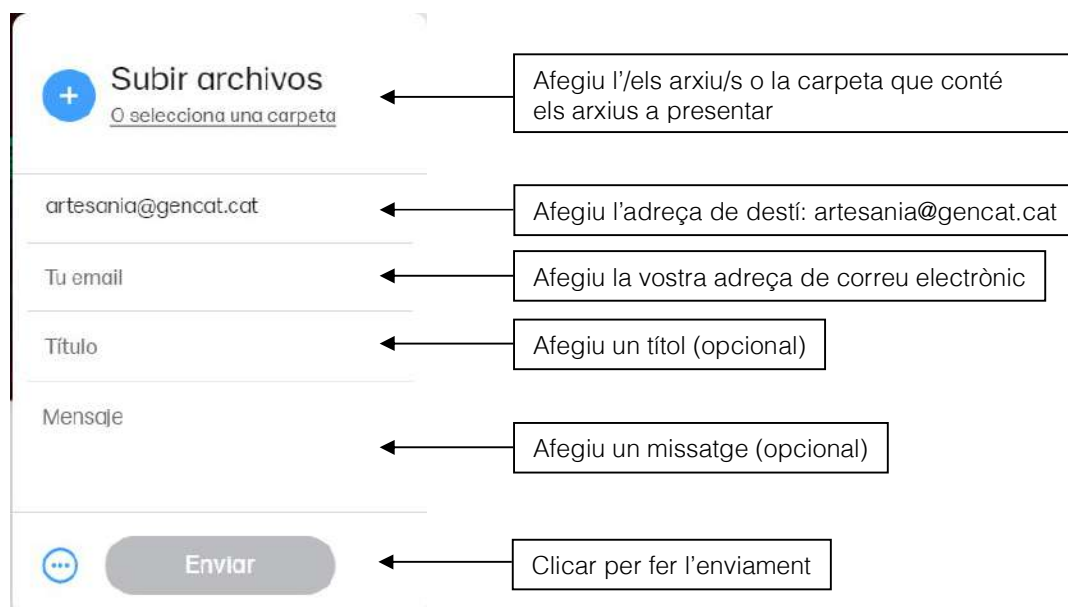 Subir archivos
O selecciona una carpeta
Afegiu l'/els arxiu/s o la carpeta que conté
els arxius a presentar
artesania@gencat.cat
Afegiu l'adreça de destí: artesania@gencat.cat
Tu email
Afegiu la vostra adreça de correu electrònic
Título
Afegiu un títol (opcional)
Mensaje
Afegiu un missatge (opcional)
Enviar
Clicar per fer l'enviament